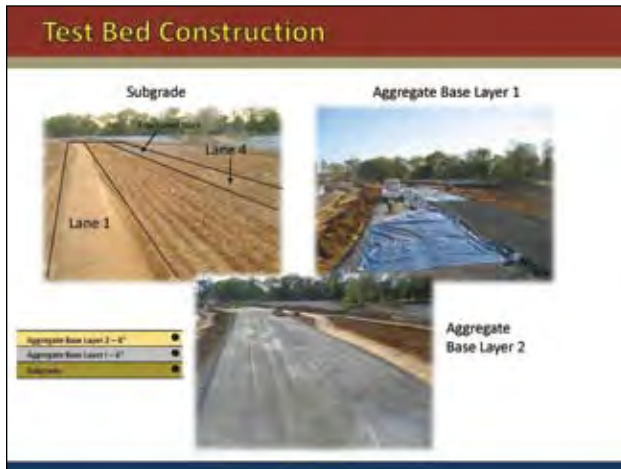 Test Bed Construction
Subgrade
Aggregate Base Layer 1
Lane 4
Lane 1
Aggregate
Base Layer 2
Aggregate Base Layer 2 – 6"
Aggregate Base Layer 1 – 6"
Subgrade